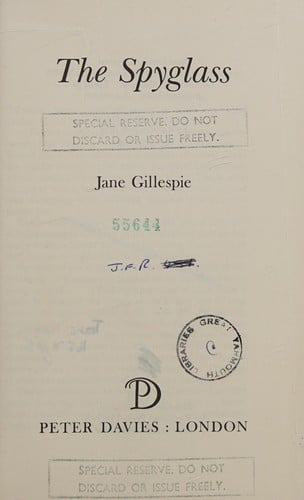 The Spyglass
SPECIAL RESERVE. DO NOT
DISCARD OR ISSUE FREELY.
Jane Gillespie
55644
J.F.R.
GREAT YARMOUTH
LIBRARIES
PD
PETER DAVIES : LONDON
SPECIAL RESERVE. DO NOT
DISCARD OR ISSUE FREELY.